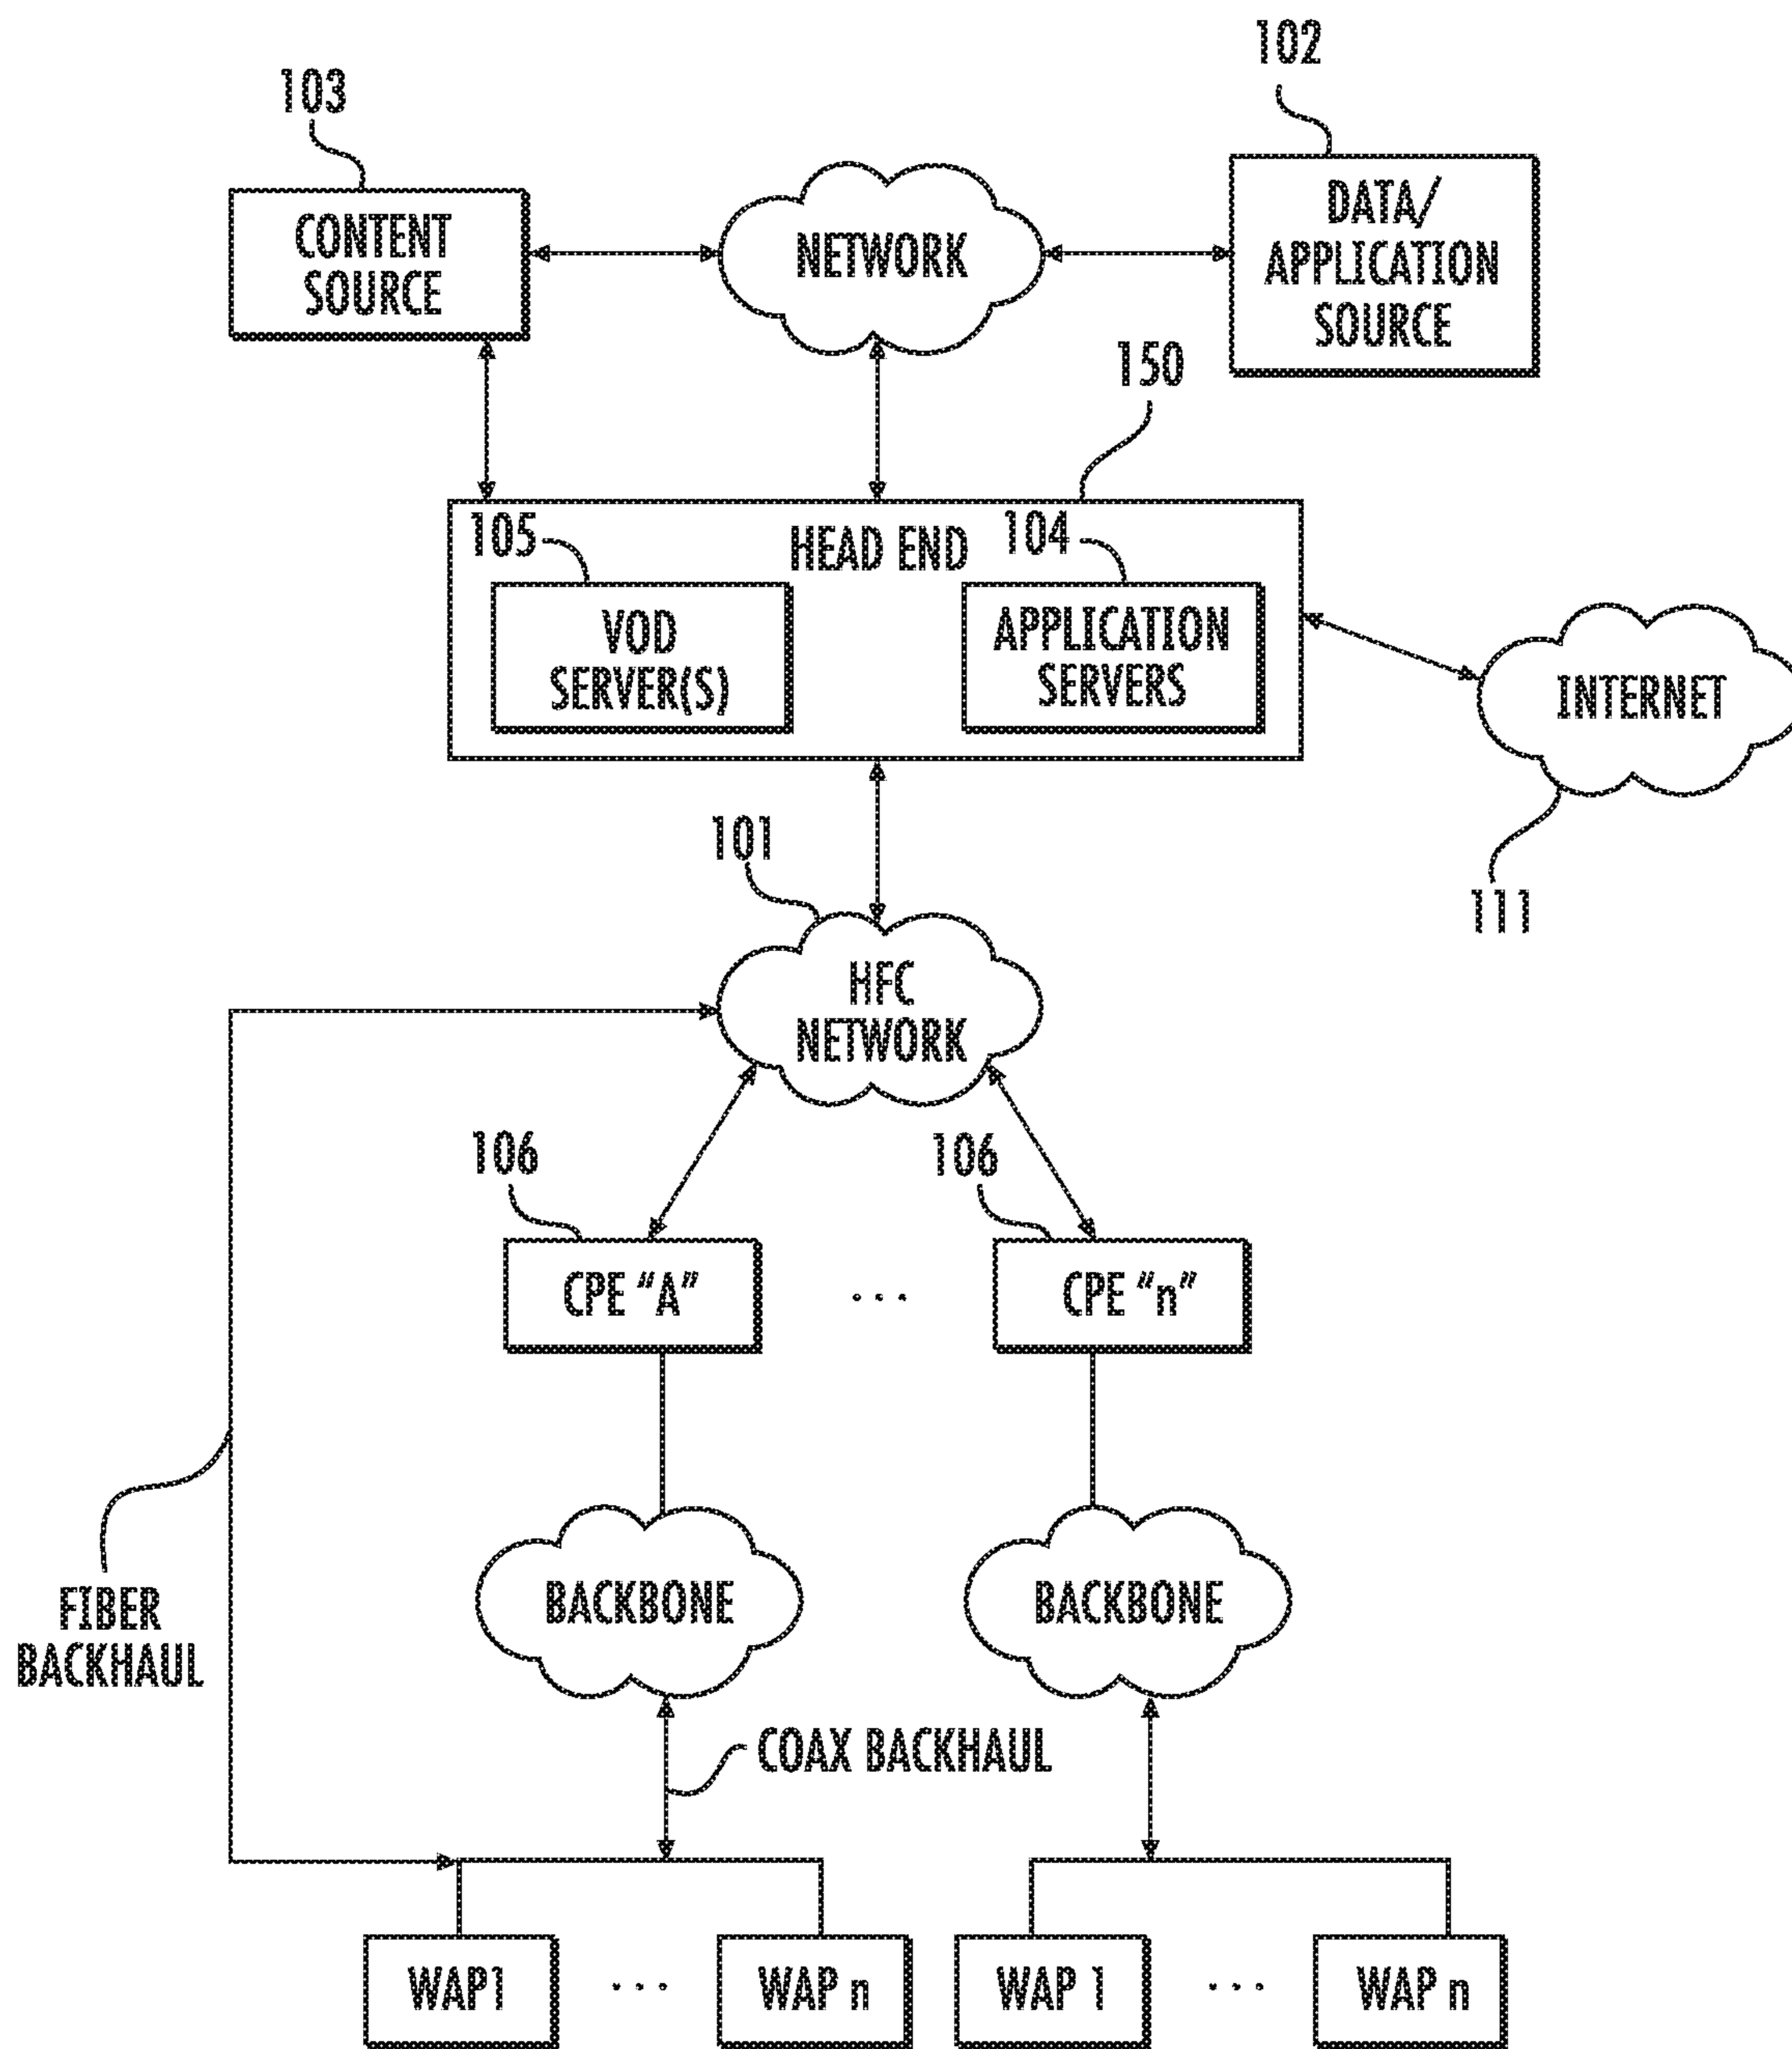 102
103
CONTENT
SOURCE
NETWORK
DATA/
APPLICATION
SOURCE
150
105
HEAD END
104
VOD
SERVER(S)
APPLICATION
SERVERS
INTERNET
101
111
HFC
NETWORK
106
106
CPE "A"
...
CPE "n"
BACKBONE
BACKBONE
FIBER
BACKHAUL
COAX BACKHAUL
WAP1
...
WAP n
WAP 1
...
WAP n